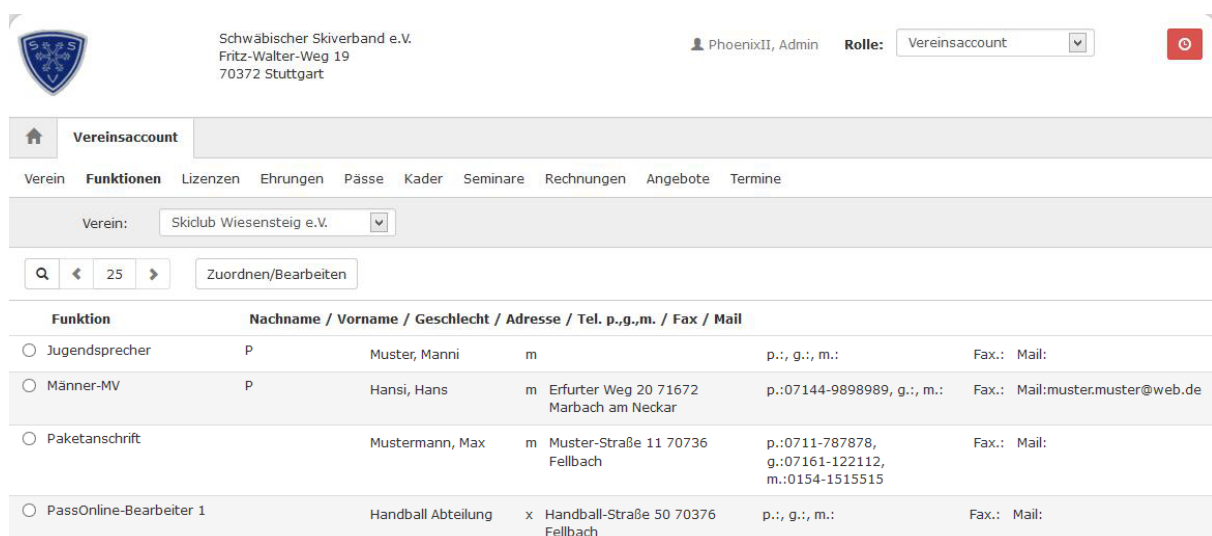 S S S V
Schwäbischer Skiverband e.V.
Fritz-Walter-Weg 19
70372 Stuttgart
PhoenixII, Admin Rolle: Vereinsaccount
Vereinsaccount
Verein Funktionen Lizenzen Ehrungen Pässe Kader Seminare Rechnungen Angebote Termine
Verein: Skiclub Wiesensteig e.V.
25 Zuordnen/Bearbeiten
Funktion Nachname / Vorname / Geschlecht / Adresse / Tel. p.,g.,m. / Fax / Mail
Jugendsprecher P Muster, Manni m p.:, g.:, m.: Fax.: Mail:
Männer-MV P Hansi, Hans m Erfurter Weg 20 71672 p.:07144-9898989, g.:, m.: Fax.: Mail:muster.muster@web.de
Marbach am Neckar
Paketanschrift Mustermann, Max m Muster-Straße 11 70736 p.:0711-787878, Fax.: Mail:
Fellbach g.:07161-122112,
m.:0154-1515515
PassOnline-Bearbeiter 1 Handball Abteilung x Handball-Straße 50 70376 p.:, g.:, m.: Fax.: Mail:
Fellbach